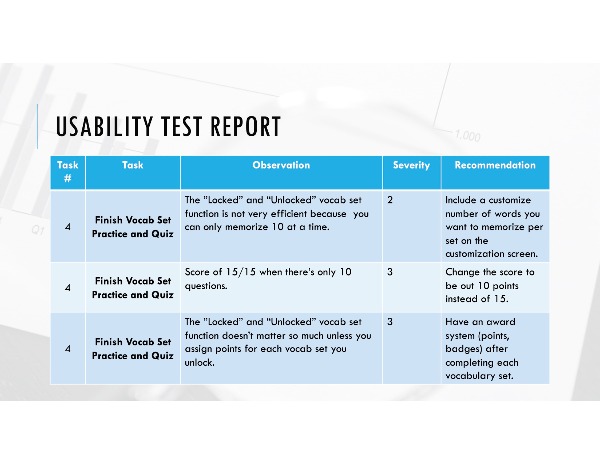 USABILITY TEST REPORT
1,000
Task
#
Task
Observation
Severity
Recommendation
4
Finish Vocab Set
Practice and Quiz
The "Locked" and "Unlocked" vocab set
function is not very efficient because you
can only memorize 10 at a time.
2
Include a customize
number of words you
want to memorize per
set on the
customization screen.
4
Finish Vocab Set
Practice and Quiz
Score of 15/15 when there's only 10
questions.
3
Change the score to
be out 10 points
instead of 15.
4
Finish Vocab Set
Practice and Quiz
The "Locked" and "Unlocked" vocab set
function doesn't matter so much unless you
assign points for each vocab set you
unlock.
3
Have an award
system (points,
badges) after
completing each
vocabulary set.
Q1